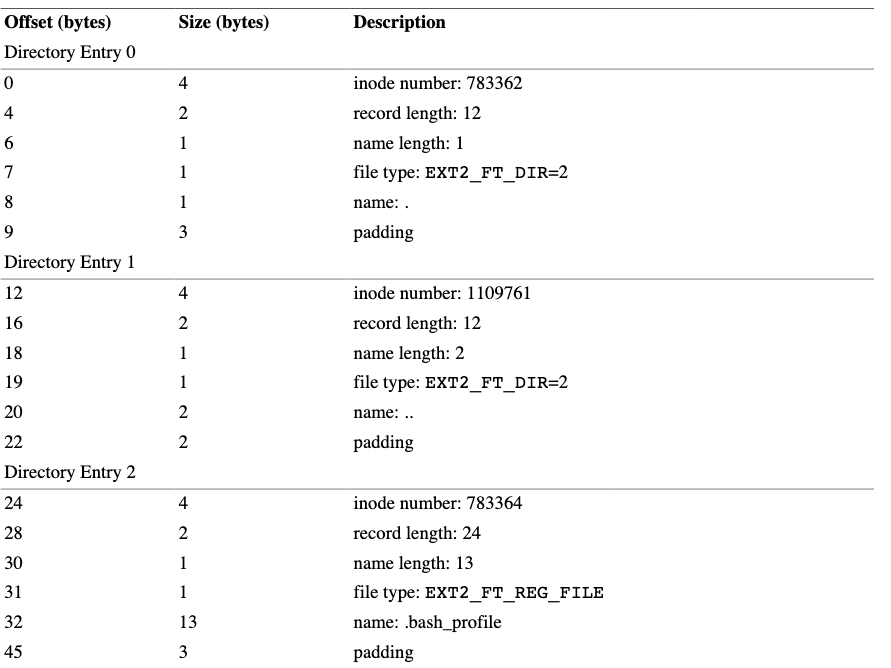 Offset (bytes) Size (bytes) Description
Directory Entry 0
0 4 inode number: 783362
4 2 record length: 12
6 1 name length: 1
7 1 file type: EXT2_FT_DIR=2
8 1 name: .
9 3 padding
Directory Entry 1
12 4 inode number: 1109761
16 2 record length: 12
18 1 name length: 2
19 1 file type: EXT2_FT_DIR=2
20 2 name: ..
22 2 padding
Directory Entry 2
24 4 inode number: 783364
28 2 record length: 24
30 1 name length: 13
31 1 file type: EXT2_FT_REG_FILE
32 13 name: .bash_profile
45 3 padding